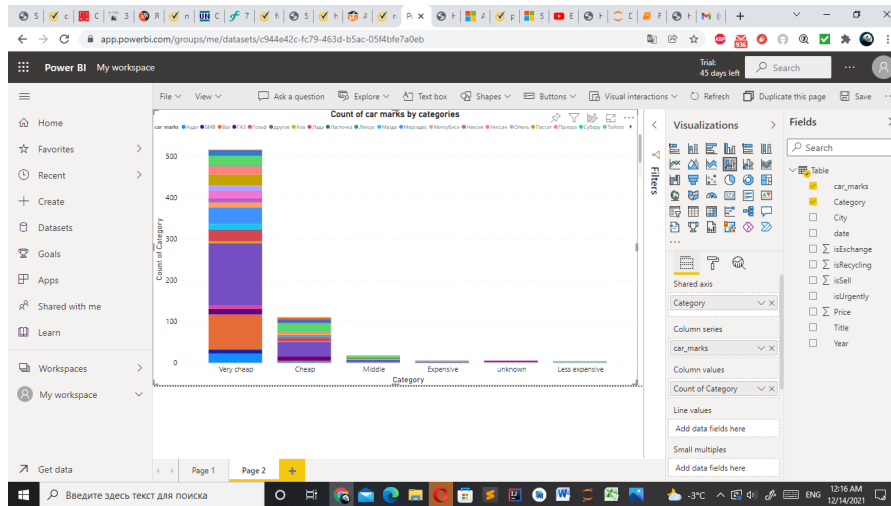 app.powerbi.com/groups/me/datasets/c944e42c-fc79-463d-b5ac-05f4bfe7a0eb
936
Power BI My workspace
Trial:
45 days left
Search
File View Ask a question Explore Text box Shapes Buttons Visual interactions Refresh Duplicate this page Save
Home
Favorites
Recent
Create
Datasets
Goals
Apps
Shared with me
Learn
Workspaces
My workspace
Get data
Count of car marks by categories
car_marks Ауди БМВ Ваз ГАЗ Гольф другое Киа Лада Ласточка Лексус Мазда Мерседес Митсубиси Нексия Ниссан Опель Пассат Приора Субару Тойота
Count of Category
500
400
300
200
100
0
Very cheap Cheap Middle Expensive unknown Less expensive
Category
Page 1 Page 2 +
Filters
Visualizations
Shared axis
Category
Column series
car_marks
Column values
Count of Category
Line values
Add data fields here
Small multiples
Add data fields here
Fields
Search
Table
car_marks
Category
City
date
isExchange
isRecycling
isSell
isUrgently
Price
Title
Year
Введите здесь текст для поиска
-3°C
ENG
12:16 AM
12/14/2021